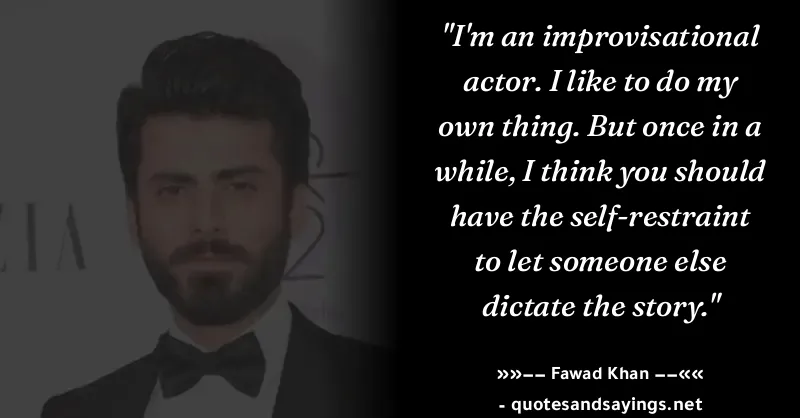 "I'm an improvisational
actor. I like to do my
own thing. But once in a
while, I think you should
have the self-restraint
to let someone else
dictate the story."
»»−− Fawad Khan −−««
- quotesandsayings.net